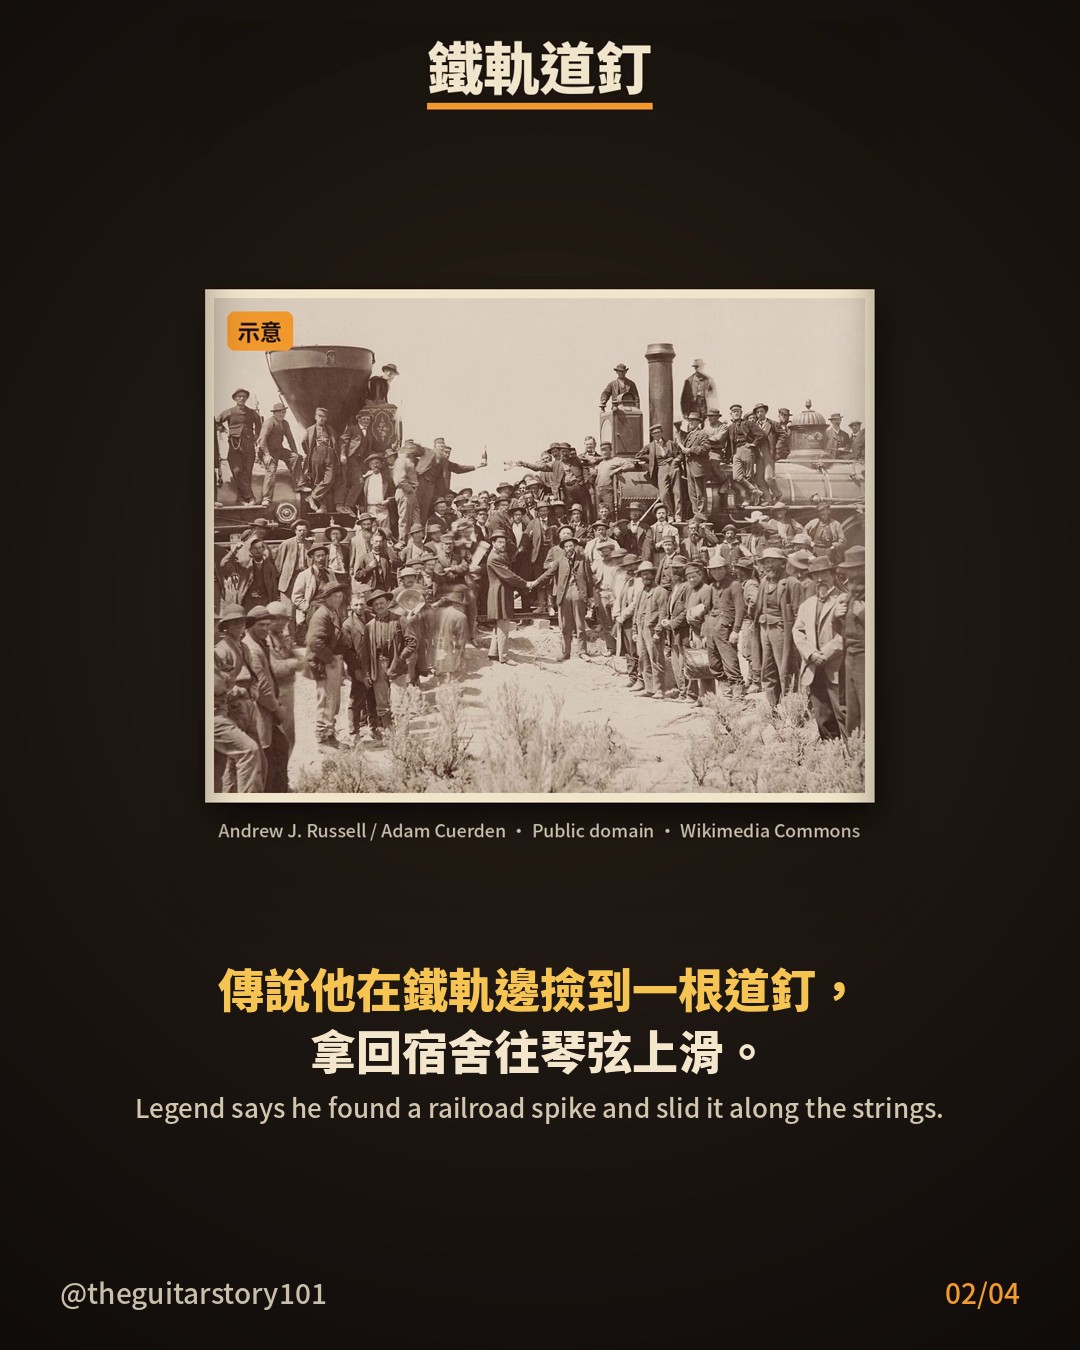 鐵軌道釘
示意
Andrew J. Russell / Adam Cuerden • Public domain • Wikimedia Commons
傳說他在鐵軌邊撿到一根道釘，
拿回宿舍往琴弦上滑。
Legend says he found a railroad spike and slid it along the strings.
@theguitarstory101
02/04